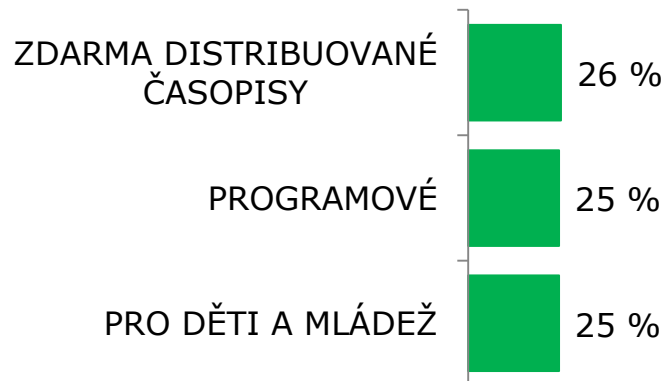 ZDARMA DISTRIBUOVANÉ
ČASOPISY
26 %
PROGRAMOVÉ
25 %
PRO DĚTI A MLÁDEŽ
25 %